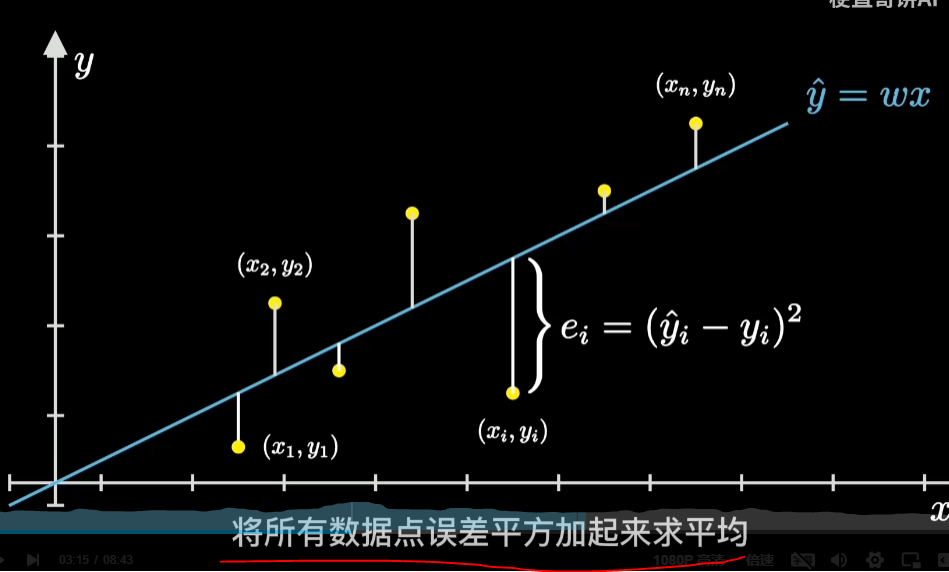 y
(xₙ, yₙ)
ŷ = wx
(x₂, y₂)
eᵢ = (ŷᵢ − yᵢ)²
(x₁, y₁)
(xᵢ, yᵢ)
x
将所有数据点误差平方加起来求平均
03:15 / 08:43
1080P 高清
倍速